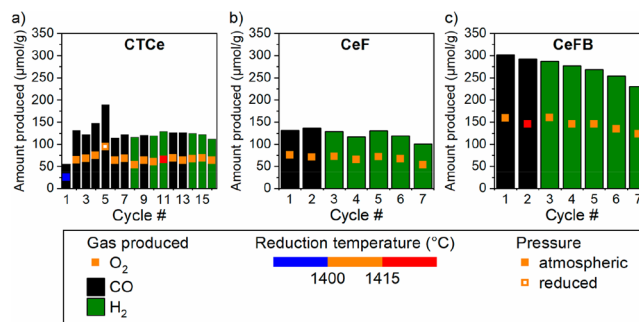 a) CTCe
Amount produced (μmol/g)
350
300
250
200
150
100
50
0
1 3 5 7 9 11 13 15
Cycle #
b) CeF
Amount produced (μmol/g)
350
300
250
200
150
100
50
0
1 2 3 4 5 6 7
Cycle #
c) CeFB
Amount produced (μmol/g)
350
300
250
200
150
100
50
0
1 2 3 4 5 6 7
Cycle #
Gas produced
O₂
CO
H₂
Reduction temperature (°C)
1400 1415
Pressure
atmospheric
reduced